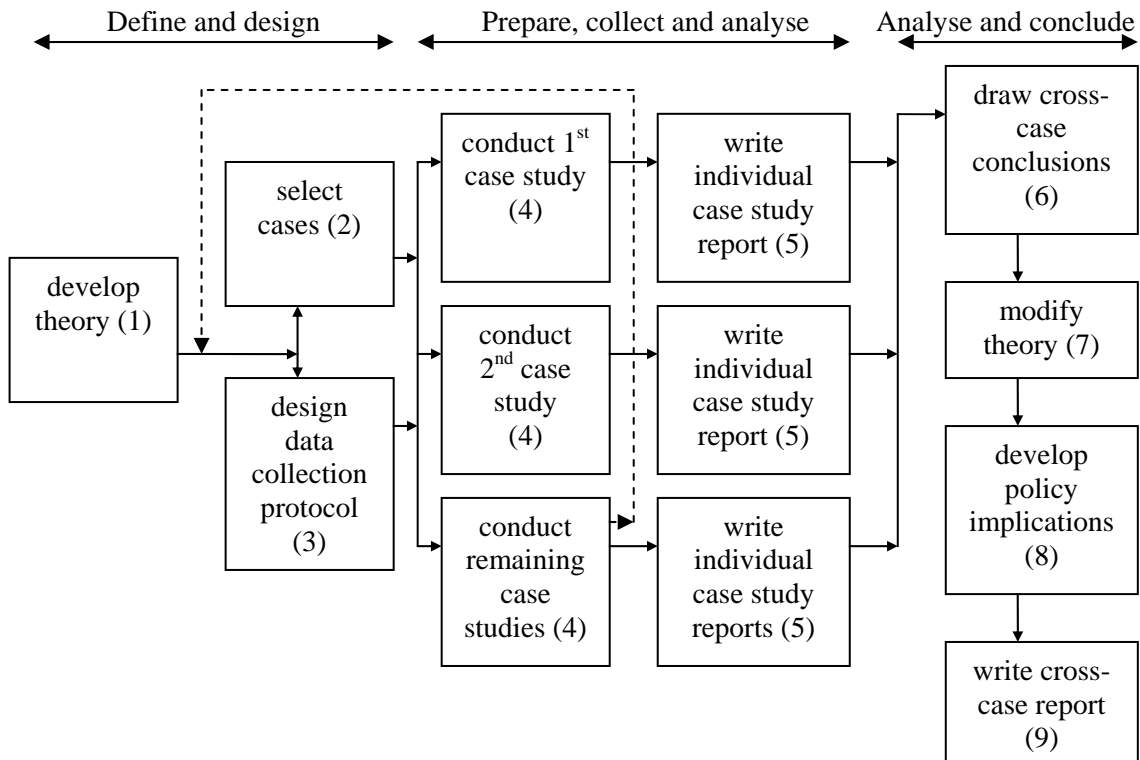 Define and design
Prepare, collect and analyse
Analyse and conclude
develop
theory (1)
select
cases (2)
design
data
collection
protocol
(3)
conduct 1st
case study
(4)
conduct
2nd case
study
(4)
conduct
remaining
case
studies (4)
write
individual
case study
report (5)
write
individual
case study
report (5)
write
individual
case study
reports (5)
draw cross-
case
conclusions
(6)
modify
theory (7)
develop
policy
implications
(8)
write cross-
case report
(9)